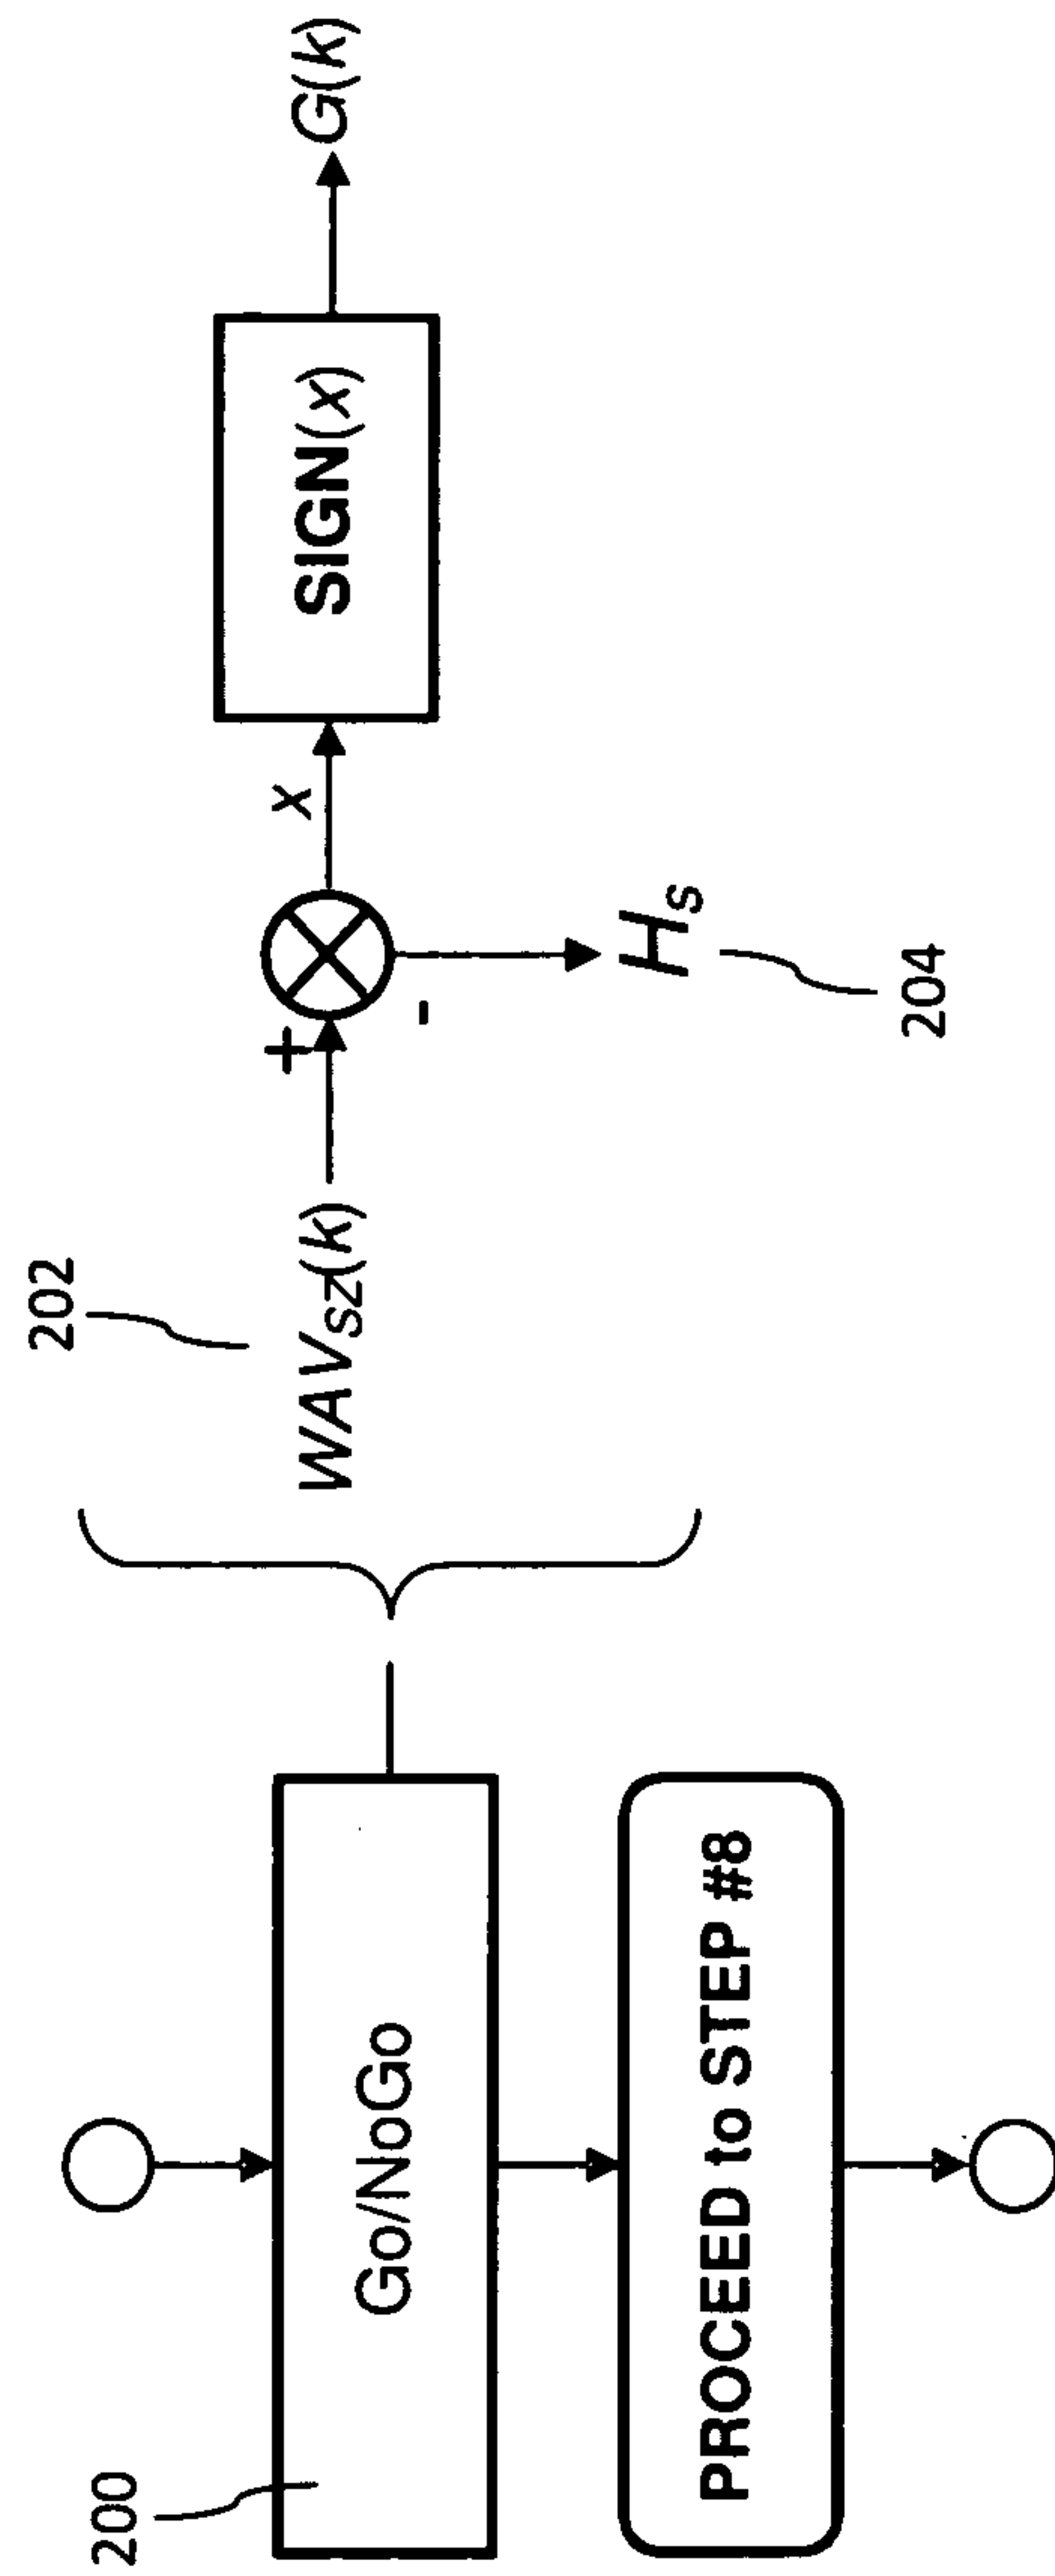 200
Go/NoGo
PROCEED to STEP #8
202
WAV_SZ(k)
+
-
x
H_s
204
SIGN(x)
G(k)